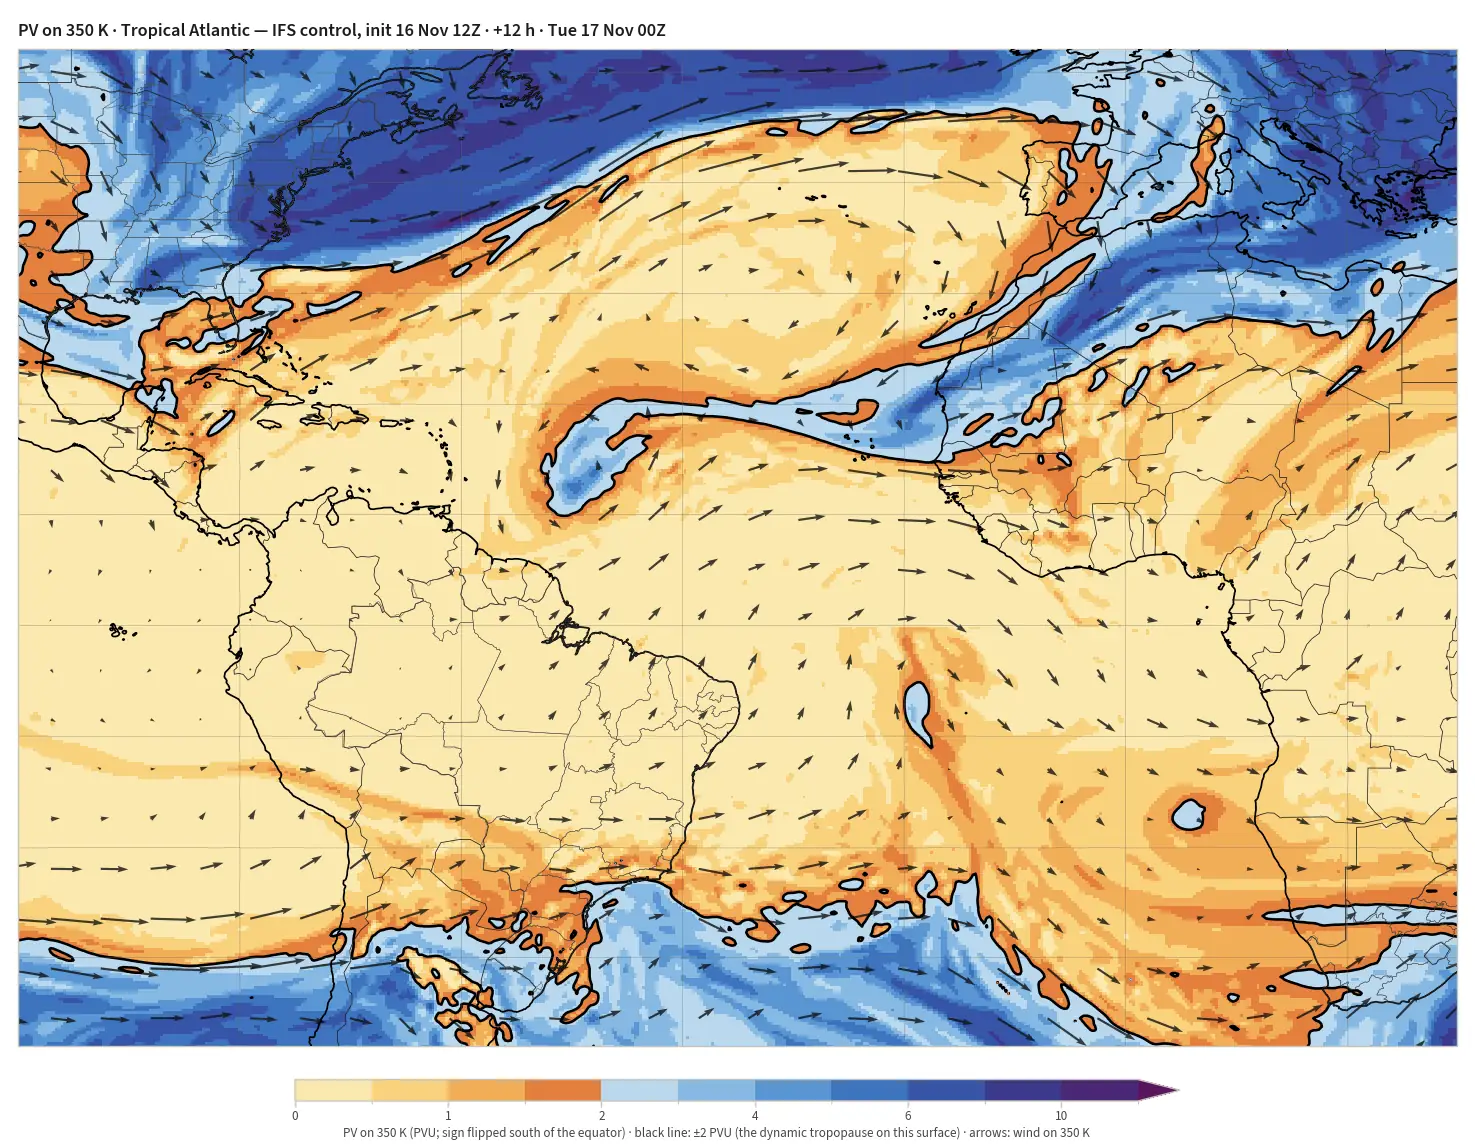 PV on 350 K · Tropical Atlantic — IFS control, init 16 Nov 12Z · +12 h · Tue 17 Nov 00Z
0 1 2 4 6 10
PV on 350 K (PVU; sign flipped south of the equator) · black line: ±2 PVU (the dynamic tropopause on this surface) · arrows: wind on 350 K